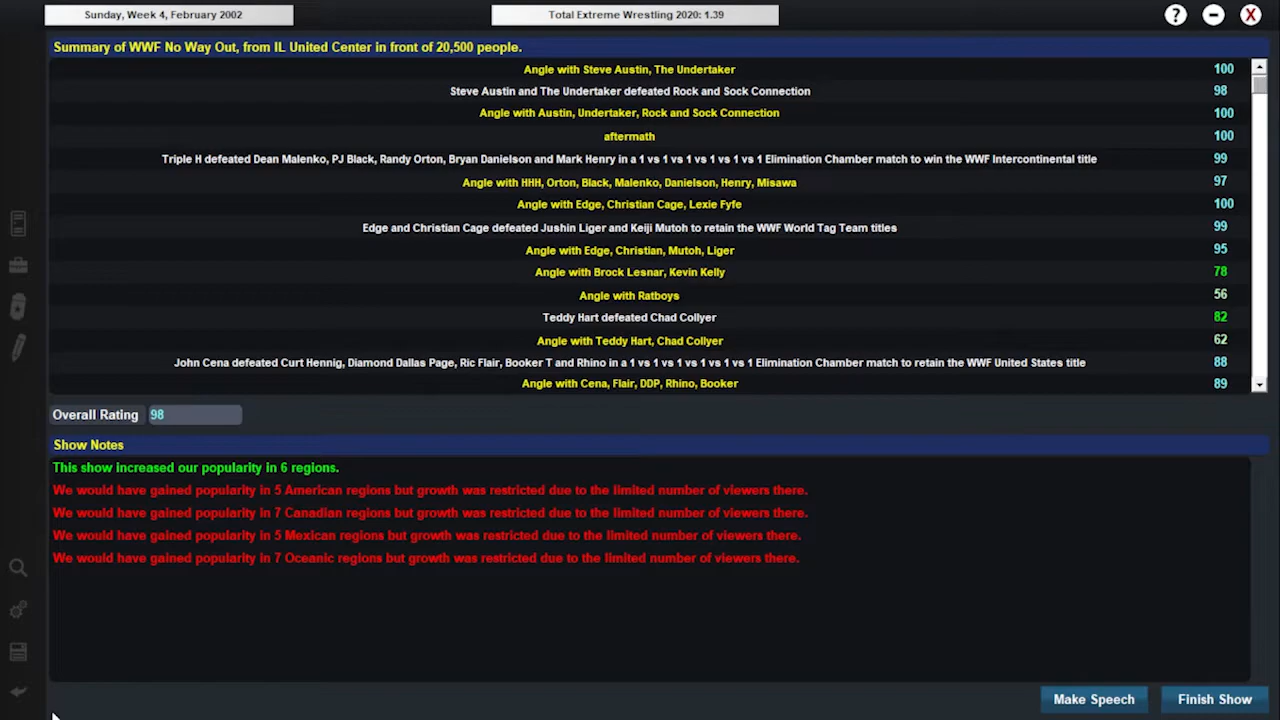 Sunday, Week 4, February 2002
Total Extreme Wrestling 2020: 1.39
?
X
Summary of WWF No Way Out, from IL United Center in front of 20,500 people.
Angle with Steve Austin, The Undertaker 100
Steve Austin and The Undertaker defeated Rock and Sock Connection 98
Angle with Austin, Undertaker, Rock and Sock Connection 100
aftermath 100
Triple H defeated Dean Malenko, PJ Black, Randy Orton, Bryan Danielson and Mark Henry in a 1 vs 1 vs 1 vs 1 vs 1 vs 1 Elimination Chamber match to win the WWF Intercontinental title 99
Angle with HHH, Orton, Black, Malenko, Danielson, Henry, Misawa 97
Angle with Edge, Christian Cage, Lexie Fyfe 100
Edge and Christian Cage defeated Jushin Liger and Keiji Mutoh to retain the WWF World Tag Team titles 99
Angle with Edge, Christian, Mutoh, Liger 95
Angle with Brock Lesnar, Kevin Kelly 78
Angle with Ratboys 56
Teddy Hart defeated Chad Collyer 82
Angle with Teddy Hart, Chad Collyer 62
John Cena defeated Curt Hennig, Diamond Dallas Page, Ric Flair, Booker T and Rhino in a 1 vs 1 vs 1 vs 1 vs 1 vs 1 Elimination Chamber match to retain the WWF United States title 88
Angle with Cena, Flair, DDP, Rhino, Booker 89
Overall Rating 98
Show Notes
This show increased our popularity in 6 regions.
We would have gained popularity in 5 American regions but growth was restricted due to the limited number of viewers there.
We would have gained popularity in 7 Canadian regions but growth was restricted due to the limited number of viewers there.
We would have gained popularity in 5 Mexican regions but growth was restricted due to the limited number of viewers there.
We would have gained popularity in 7 Oceanic regions but growth was restricted due to the limited number of viewers there.
Make Speech
Finish Show